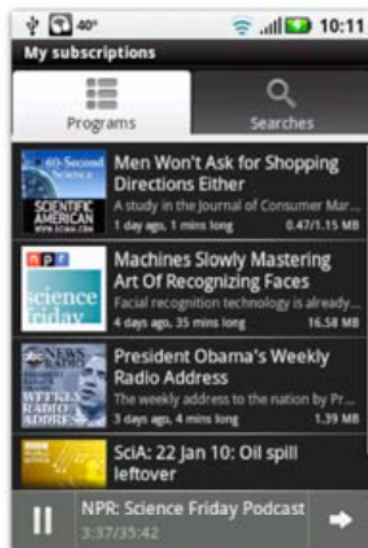 40°
10:11
My subscriptions
Programs
Searches
60-Second
Science
SCIENTIFIC
AMERICAN
WWW.SCIAM.COM
Men Won't Ask for Shopping
Directions Either
A study in the Journal of Consumer Mar...
1 day ago, 1 mins long
0.47/1.15 MB
npr
science
friday
Machines Slowly Mastering
Art Of Recognizing Faces
Facial recognition technology is already...
4 days ago, 35 mins long
16.58 MB
abc NEWS
RADIO
PRESIDENT
WEEKLY
RADIO
ADDRE
President Obama's Weekly
Radio Address
The weekly address to the nation by Pr...
3 days ago, 4 mins long
1.39 MB
SciA: 22 Jan 10: Oil spill
leftover
NPR: Science Friday Podcast
3:37/35:42